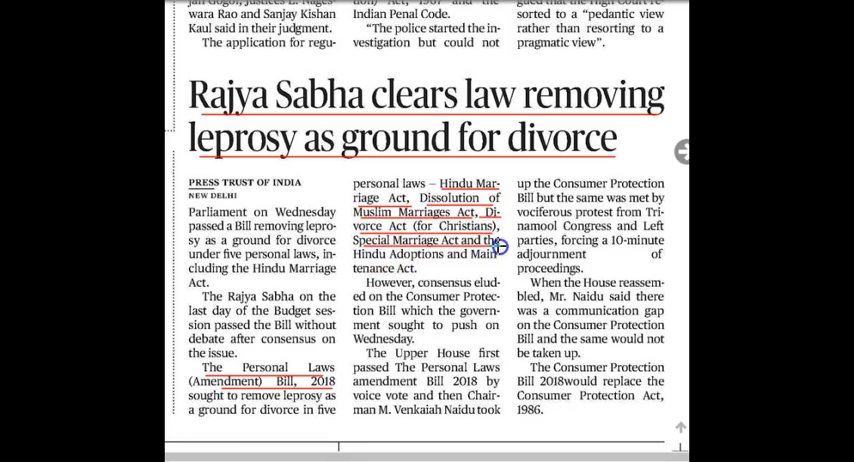 wara Rao and Sanjay Kishan
Kaul said in their judgment.
The application for regu-
Indian Penal Code.
“The police started the in-
vestigation but could not
sorted to a “pedantic view
rather than resorting to a
pragmatic view”.
Rajya Sabha clears law removing
leprosy as ground for divorce
PRESS TRUST OF INDIA
NEW DELHI
Parliament on Wednesday
passed a Bill removing lepro-
sy as a ground for divorce
under five personal laws, in-
cluding the Hindu Marriage
Act.
The Rajya Sabha on the
last day of the Budget ses-
sion passed the Bill without
debate after consensus on
the issue.
The Personal Laws
(Amendment) Bill, 2018
sought to remove leprosy as
a ground for divorce in five
personal laws – Hindu Mar-
riage Act, Dissolution of
Muslim Marriages Act, Di-
vorce Act (for Christians),
Special Marriage Act and the
Hindu Adoptions and Main-
tenance Act.
However, consensus elud-
ed on the Consumer Protec-
tion Bill which the govern-
ment sought to push on
Wednesday.
The Upper House first
passed The Personal Laws
amendment Bill 2018 by
voice vote and then Chair-
man M. Venkaiah Naidu took
up the Consumer Protection
Bill but the same was met by
vociferous protest from Tri-
namool Congress and Left
parties, forcing a 10-minute
adjournment of
proceedings.
When the House reassem-
bled, Mr. Naidu said there
was a communication gap
on the Consumer Protection
Bill and the same would not
be taken up.
The Consumer Protection
Bill 2018would replace the
Consumer Protection Act,
1986.